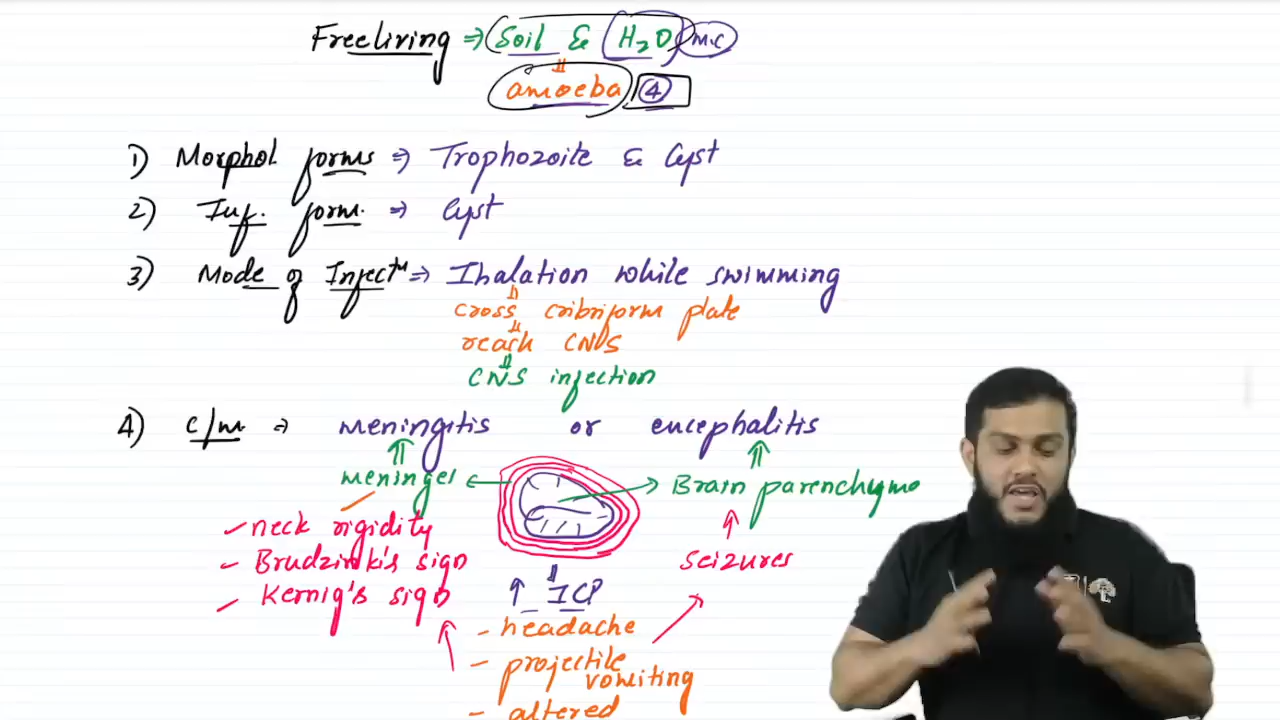 Freeliving ⇒ Soil & H₂O m.c
amoeba 4
1) Morphol forms ⇒ Trophozoite & Cyst
2) Inf. form. ⇒ Cyst
3) Mode of Infectⁿ ⇒ Ihalation while swimming
cross cribriform plate
reach CNS
CNS infection
4) c/m ⇒ meningitis or encephalitis
meninges ← → Brain parenchyma
neck rigidity
Brudzinki's sign
Kernig's sign
seizures
↑ ICP
- headache
- projectile
vomiting
- altered